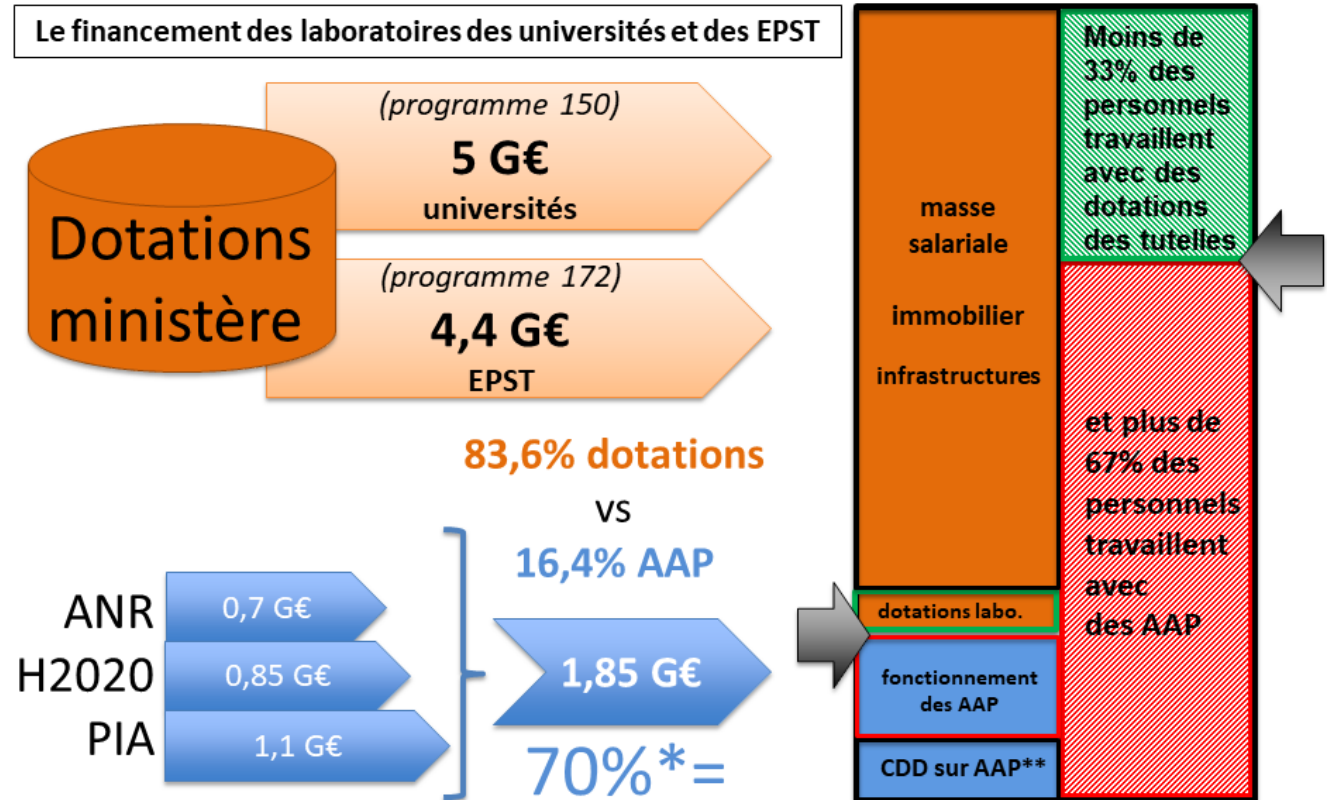 Le financement des laboratoires des universités et des EPST
Dotations
ministère
(programme 150)
5 G€
universités
(programme 172)
4,4 G€
EPST
83,6% dotations
vs
16,4% AAP
ANR
0,7 G€
H2020
0,85 G€
PIA
1,1 G€
1,85 G€
70%*=
masse
salariale
immobilier
infrastructures
dotations labo.
fonctionnement
des AAP
CDD sur AAP**
Moins de
33% des
personnels
travaillent
avec des
dotations
des tutelles
et plus de
67% des
personnels
travaillent
avec
des AAP